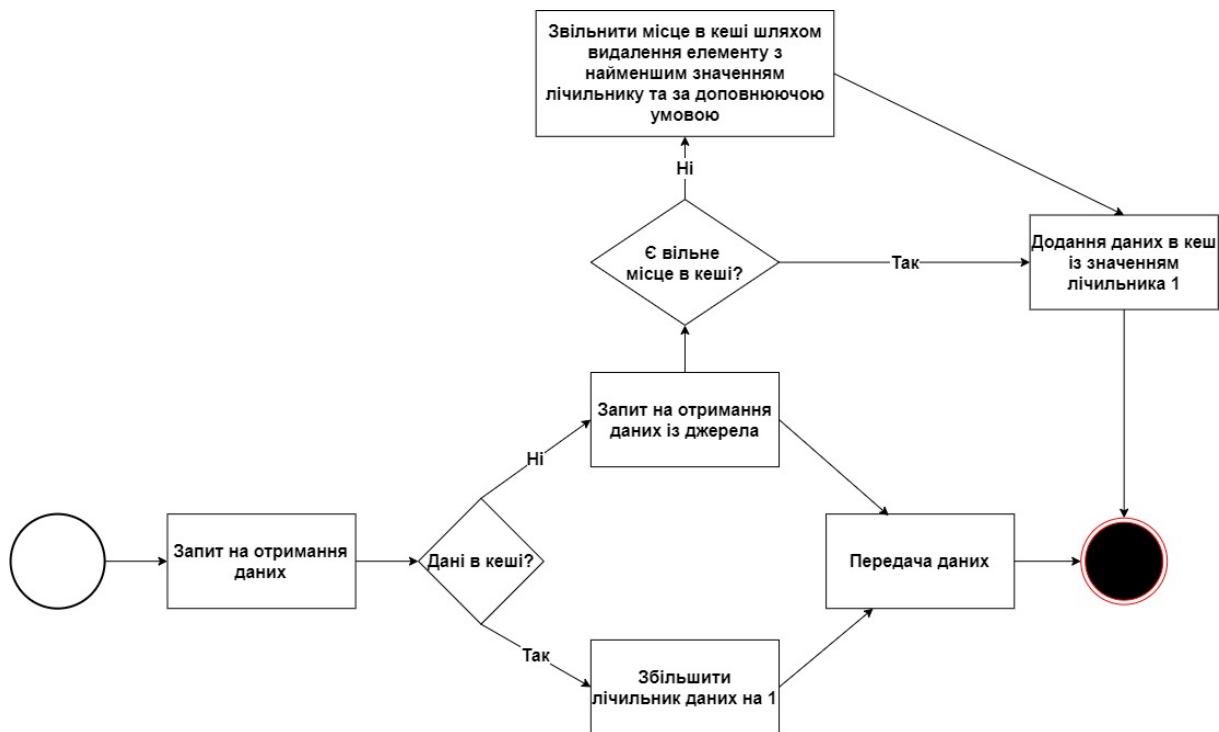 Звільнити місце в кеші шляхом
видалення елементу з
найменшим значенням
лічильнику та за доповнюючою
умовою
Ні
Є вільне
місце в кеші?
Так
Додання даних в кеш
із значенням
лічильника 1
Запит на отримання
даних із джерела
Ні
Запит на отримання
даних
Дані в кеші?
Передача даних
Так
Збільшити
лічильник даних на 1